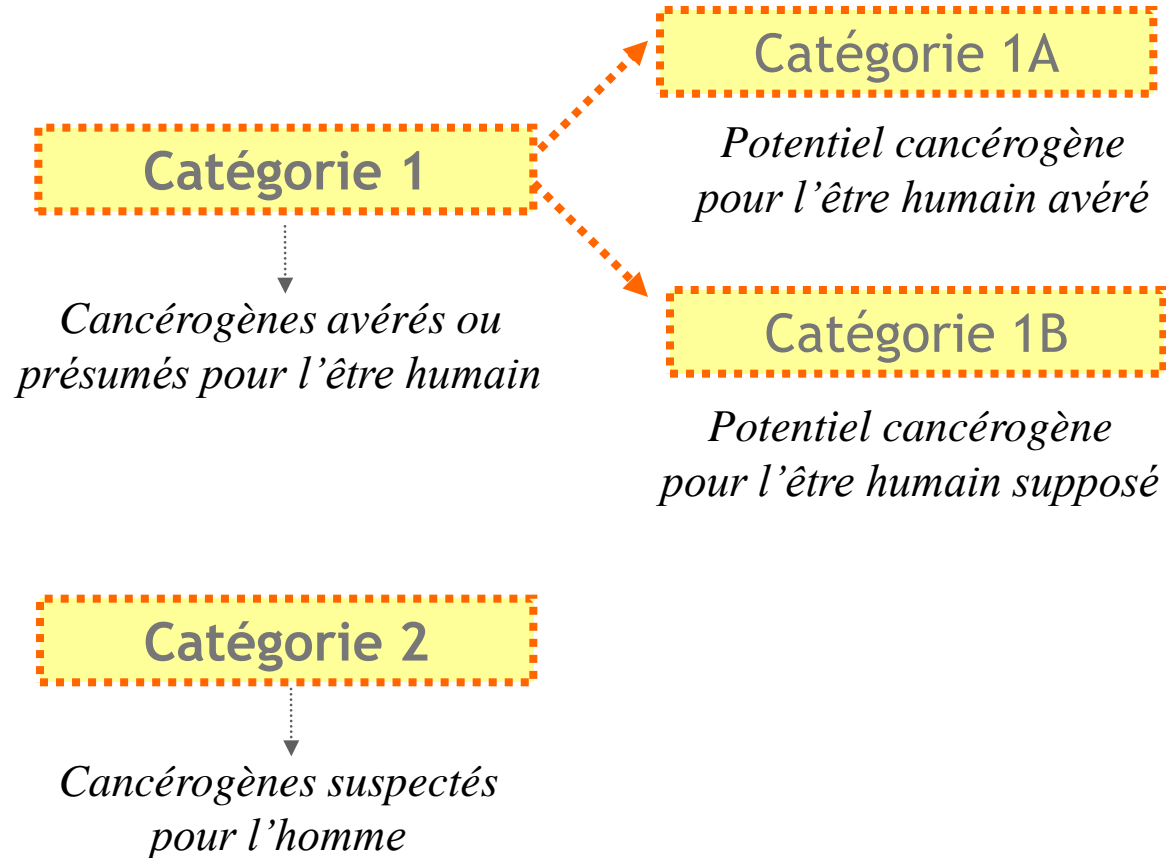 Catégorie 1
Cancérogènes avérés ou
présumés pour l’être humain
Catégorie 1A
Potentiel cancérogène
pour l’être humain avéré
Catégorie 1B
Potentiel cancérogène
pour l’être humain supposé
Catégorie 2
Cancérogènes suspectés
pour l’homme